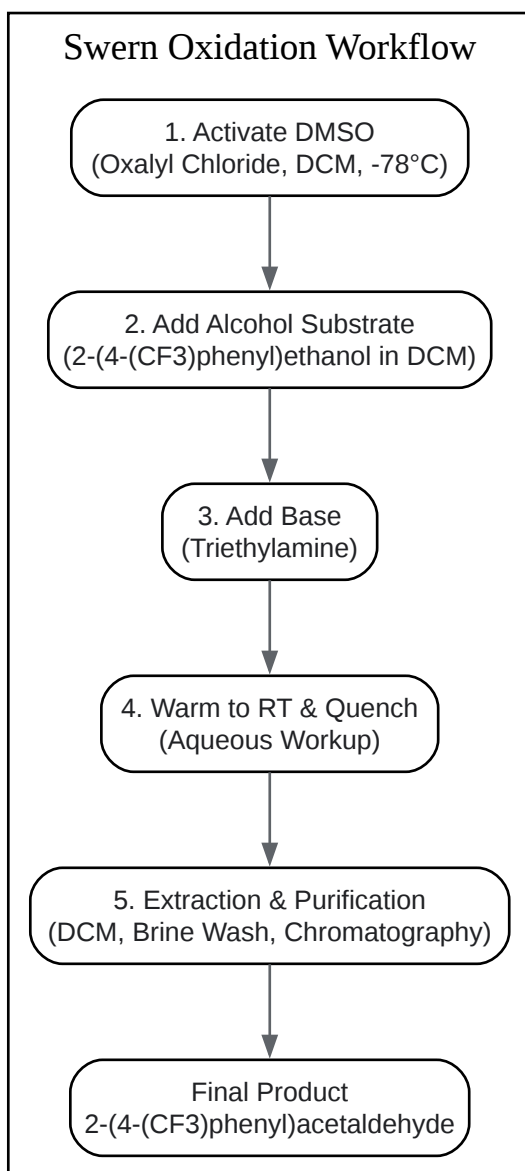 Swern Oxidation Workflow
1. Activate DMSO
(Oxalyl Chloride, DCM, -78°C)
2. Add Alcohol Substrate
(2-(4-(CF3)phenyl)ethanol in DCM)
3. Add Base
(Triethylamine)
4. Warm to RT & Quench
(Aqueous Workup)
5. Extraction & Purification
(DCM, Brine Wash, Chromatography)
Final Product
2-(4-(CF3)phenyl)acetaldehyde